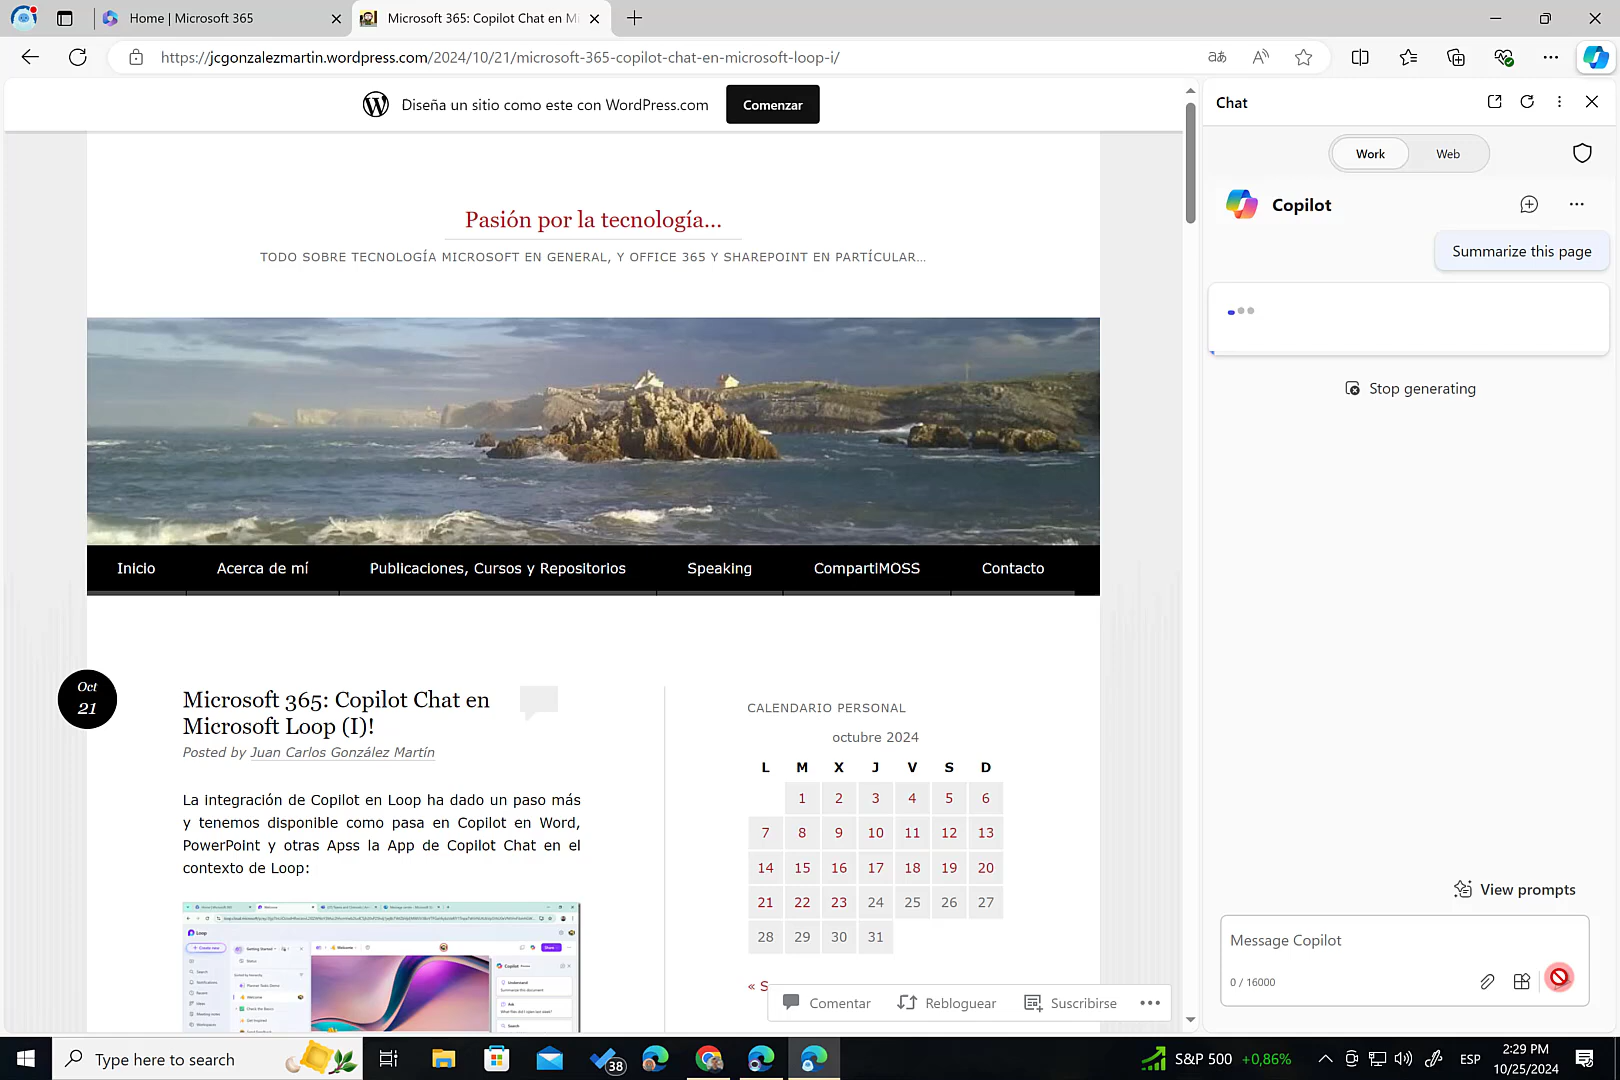 Home | Microsoft 365
Microsoft 365: Copilot Chat en Mi
https://jcgonzalezmartin.wordpress.com/2024/10/21/microsoft-365-copilot-chat-en-microsoft-loop-i/
Diseña un sitio como este con WordPress.com
Comenzar
Pasión por la tecnología...
TODO SOBRE TECNOLOGÍA MICROSOFT EN GENERAL, Y OFFICE 365 Y SHAREPOINT EN PARTÍCULAR...
Inicio
Acerca de mí
Publicaciones, Cursos y Repositorios
Speaking
CompartIMOSS
Contacto
Oct
21
Microsoft 365: Copilot Chat en
Microsoft Loop (I)!
Posted by Juan Carlos González Martín
La integración de Copilot en Loop ha dado un paso más
y tenemos disponible como pasa en Copilot en Word,
PowerPoint y otras Apss la App de Copilot Chat en el
contexto de Loop:
Loop
Welcome
Copilot
CALENDARIO PERSONAL
octubre 2024
L M X J V S D
1 2 3 4 5 6
7 8 9 10 11 12 13
14 15 16 17 18 19 20
21 22 23 24 25 26 27
28 29 30 31
« S
Comentar
Rebloguear
Suscribirse
Chat
Work
Web
Copilot
Summarize this page
Stop generating
View prompts
Message Copilot
0 / 16000
Type here to search
38
S&P 500 +0,86%
ESP
2:29 PM
10/25/2024